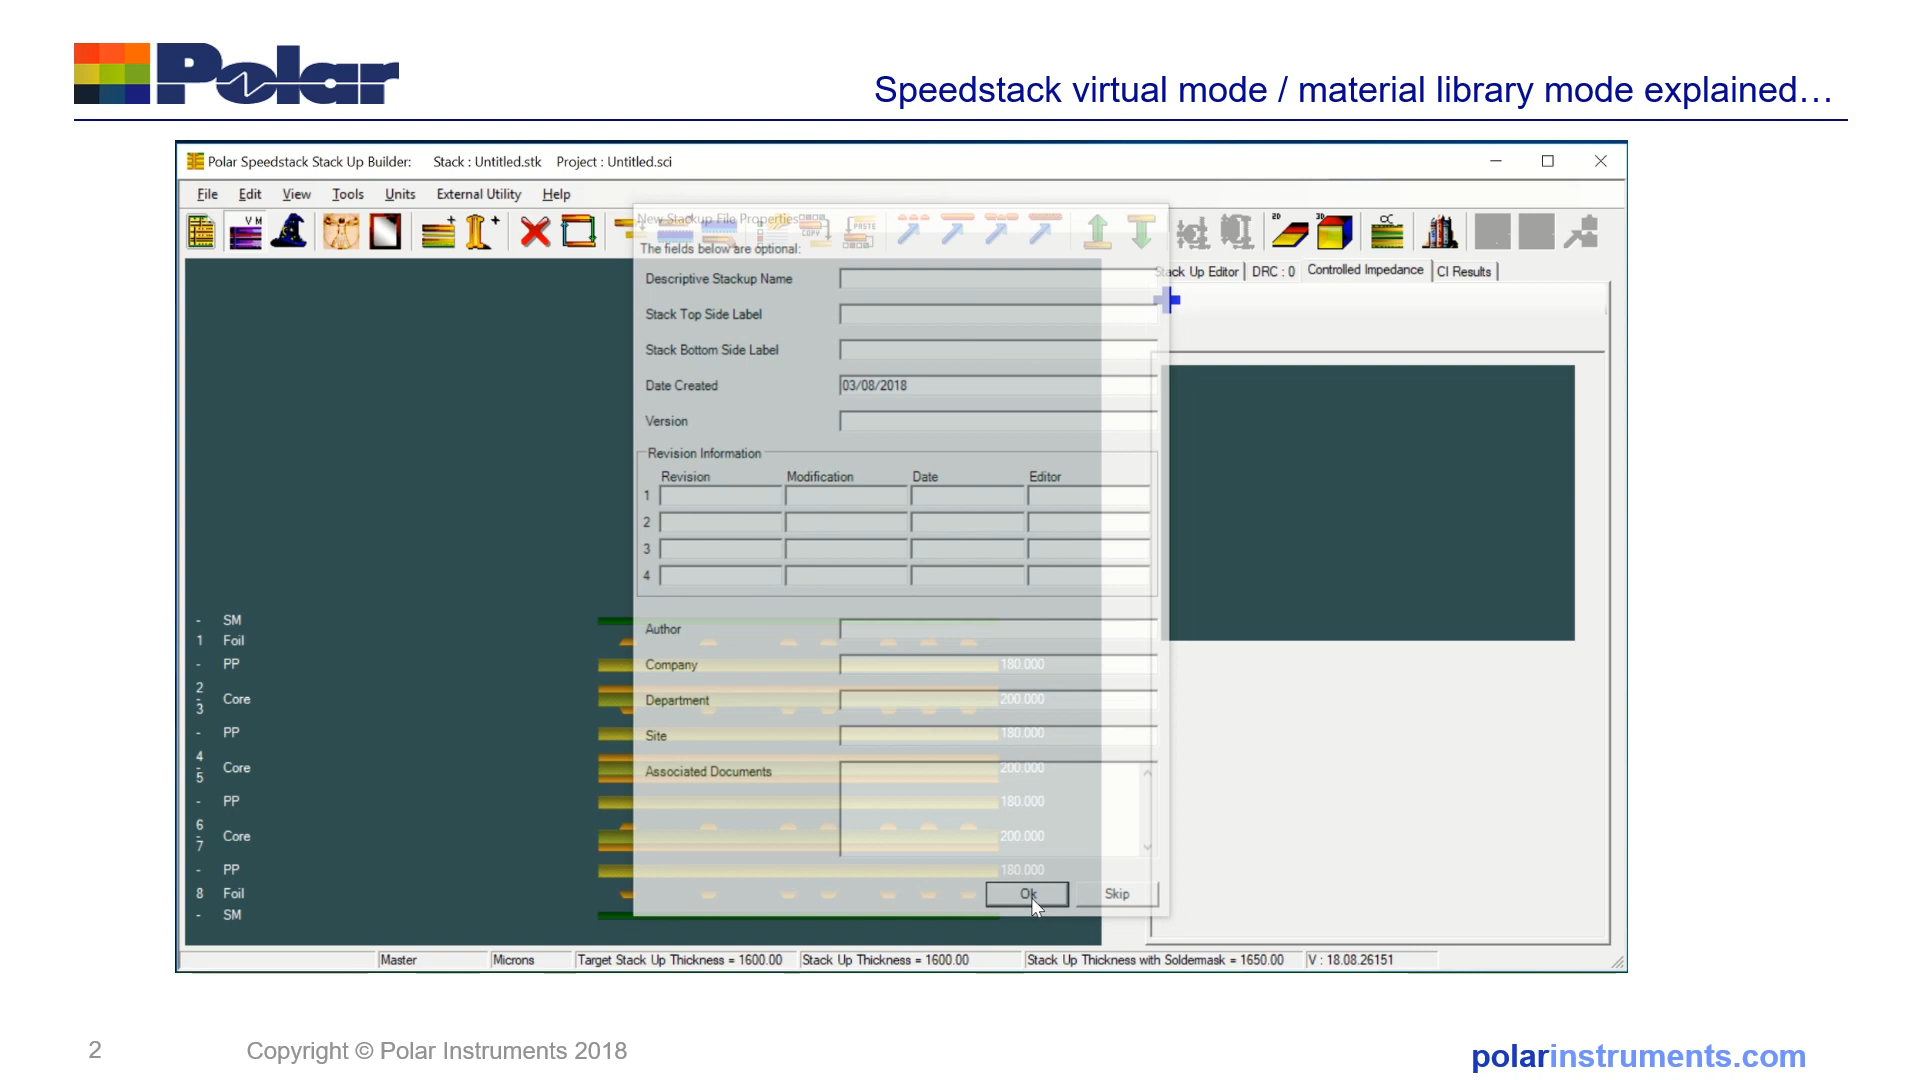 Polar
Speedstack virtual mode / material library mode explained…
Polar Speedstack Stack Up Builder: Stack : Untitled.stk Project : Untitled.sci
File Edit View Tools Units External Utility Help
VM
COPY
PASTE
2D
3D
New Stackup File Properties
The fields below are optional:
Stack Up Editor DRC : 0 Controlled Impedance CI Results
Descriptive Stackup Name
Stack Top Side Label
Stack Bottom Side Label
Date Created 03/08/2018
Version
Revision Information
Revision Modification Date Editor
1
2
3
4
- SM
1 Foil
- PP 180.000
2 - 3 Core 200.000
- PP 180.000
4 - 5 Core 200.000
- PP 180.000
6 - 7 Core 200.000
- PP 180.000
8 Foil
- SM
Author
Company
Department
Site
Associated Documents
Ok Skip
Master Microns Target Stack Up Thickness = 1600.00 Stack Up Thickness = 1600.00 Stack Up Thickness with Soldermask = 1650.00 V : 18.08.26151
2 Copyright © Polar Instruments 2018 polarinstruments.com